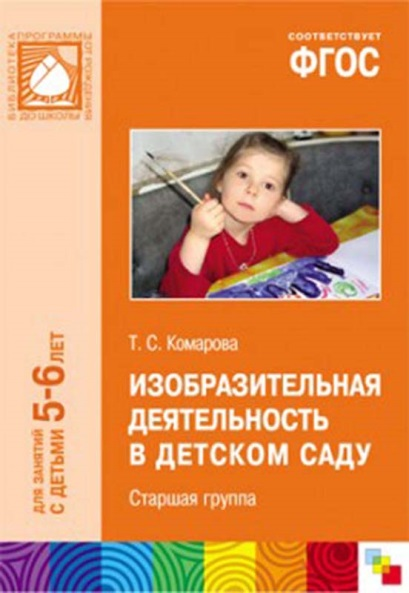 БИБЛИОТЕКА ПРОГРАММЫ
ОТ РОЖДЕНИЯ ДО ШКОЛЫ
СООТВЕТСТВУЕТ
ФГОС
Т. С. Комарова
ИЗОБРАЗИТЕЛЬНАЯ
ДЕЯТЕЛЬНОСТЬ
В ДЕТСКОМ САДУ
Старшая группа
ДЛЯ ЗАНЯТИЙ
С ДЕТЬМИ 5-6 ЛЕТ